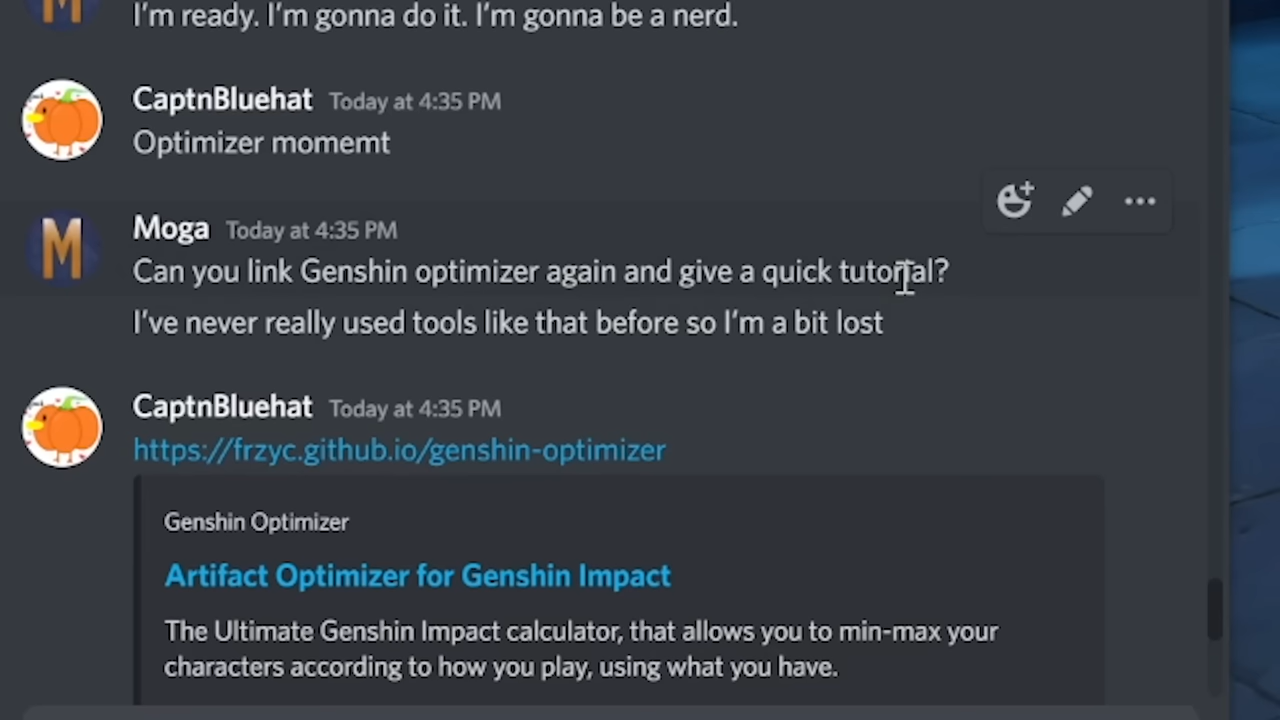 I'm ready. I'm gonna do it. I'm gonna be a nerd.
CaptnBluehat Today at 4:35 PM
Optimizer momemt
M
Moga Today at 4:35 PM
Can you link Genshin optimizer again and give a quick tutorial?
I've never really used tools like that before so I'm a bit lost
CaptnBluehat Today at 4:35 PM
https://frzyc.github.io/genshin-optimizer
Genshin Optimizer
Artifact Optimizer for Genshin Impact
The Ultimate Genshin Impact calculator, that allows you to min-max your
characters according to how you play, using what you have.